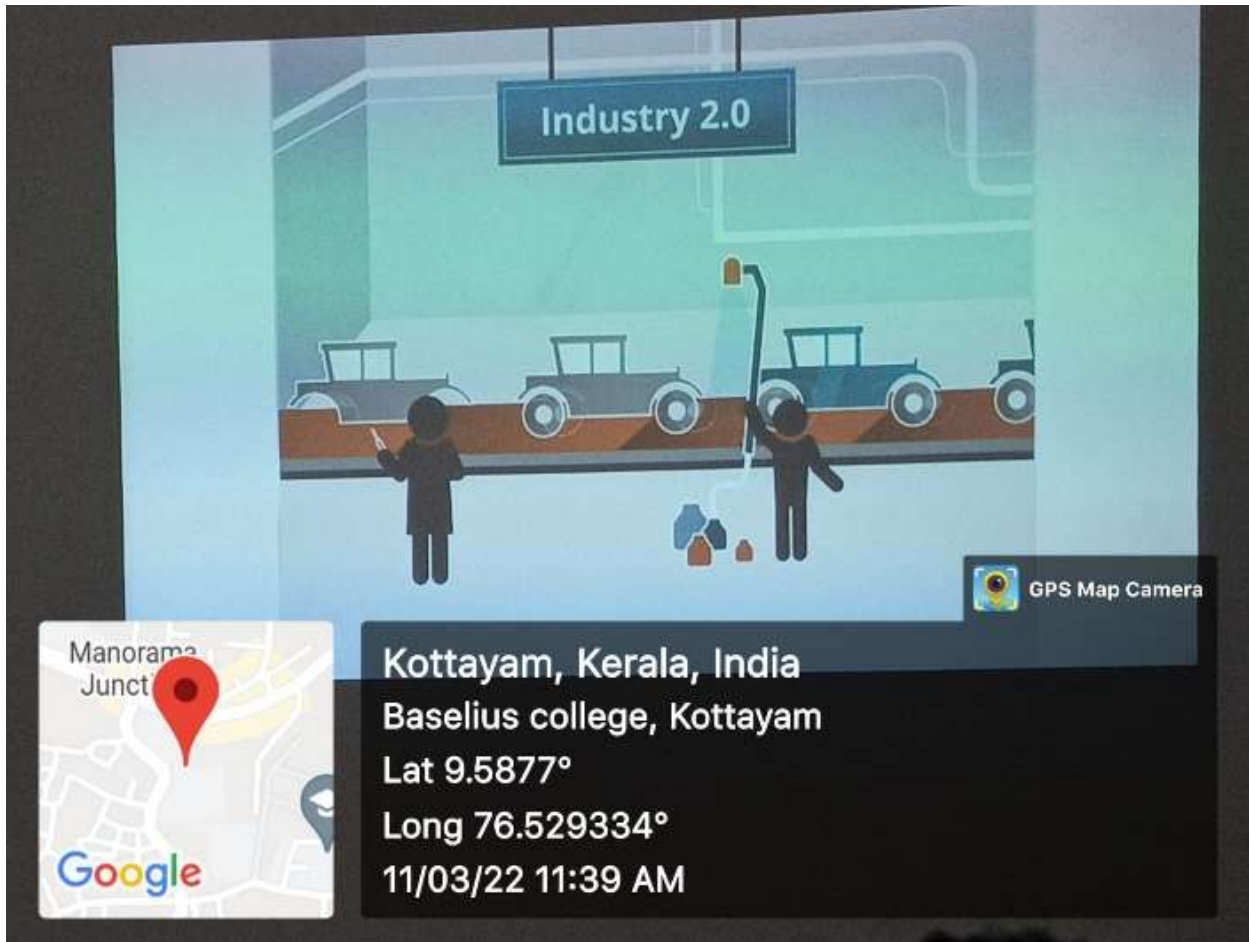 Industry 2.0
GPS Map Camera
Manorama
Junct
Kottayam, Kerala, India
Baselius college, Kottayam
Lat 9.5877°
Long 76.529334°
11/03/22 11:39 AM
Google